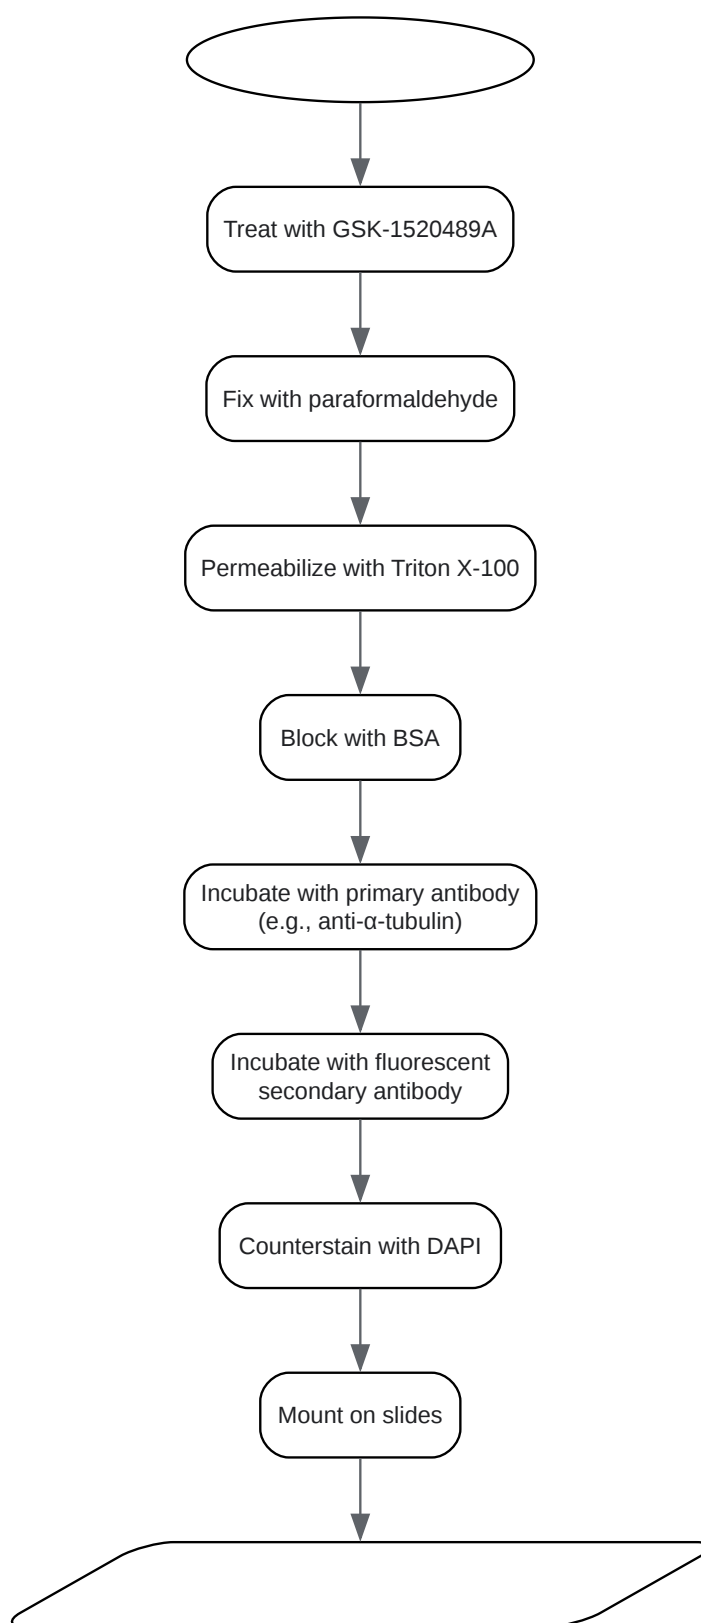 Treat with GSK-1520489A
Fix with paraformaldehyde
Permeabilize with Triton X-100
Block with BSA
Incubate with primary antibody
(e.g., anti-α-tubulin)
Incubate with fluorescent
secondary antibody
Counterstain with DAPI
Mount on slides